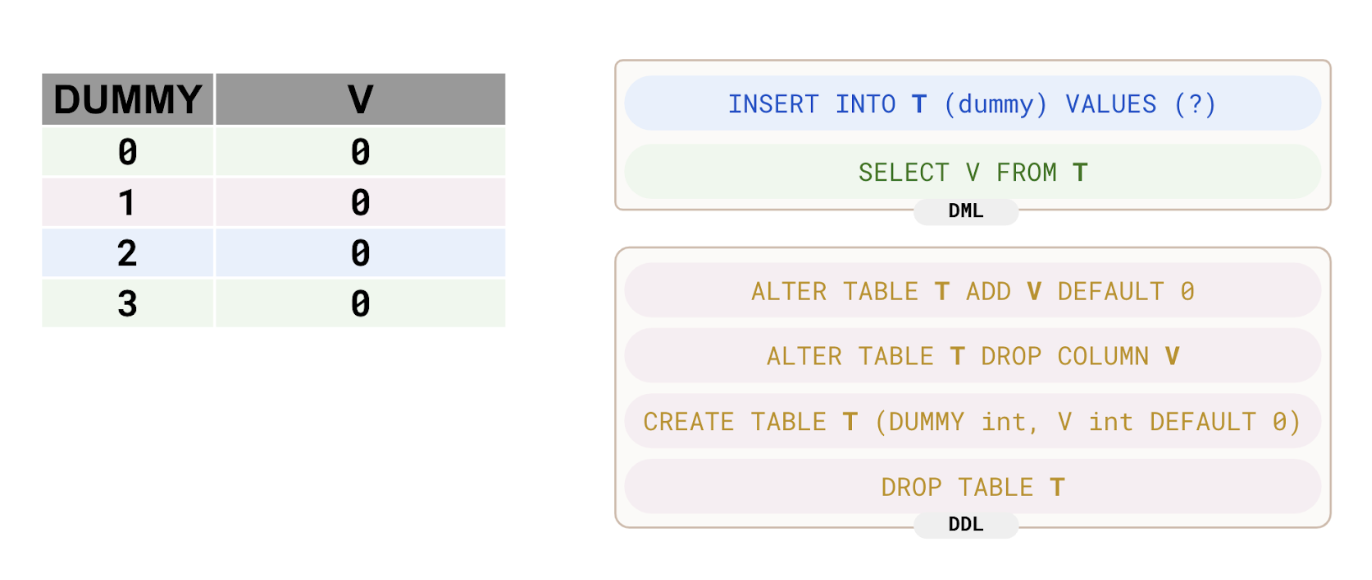 DUMMY V
0 0
1 0
2 0
3 0
INSERT INTO T (dummy) VALUES (?)
SELECT V FROM T
DML
ALTER TABLE T ADD V DEFAULT 0
ALTER TABLE T DROP COLUMN V
CREATE TABLE T (DUMMY int, V int DEFAULT 0)
DROP TABLE T
DDL